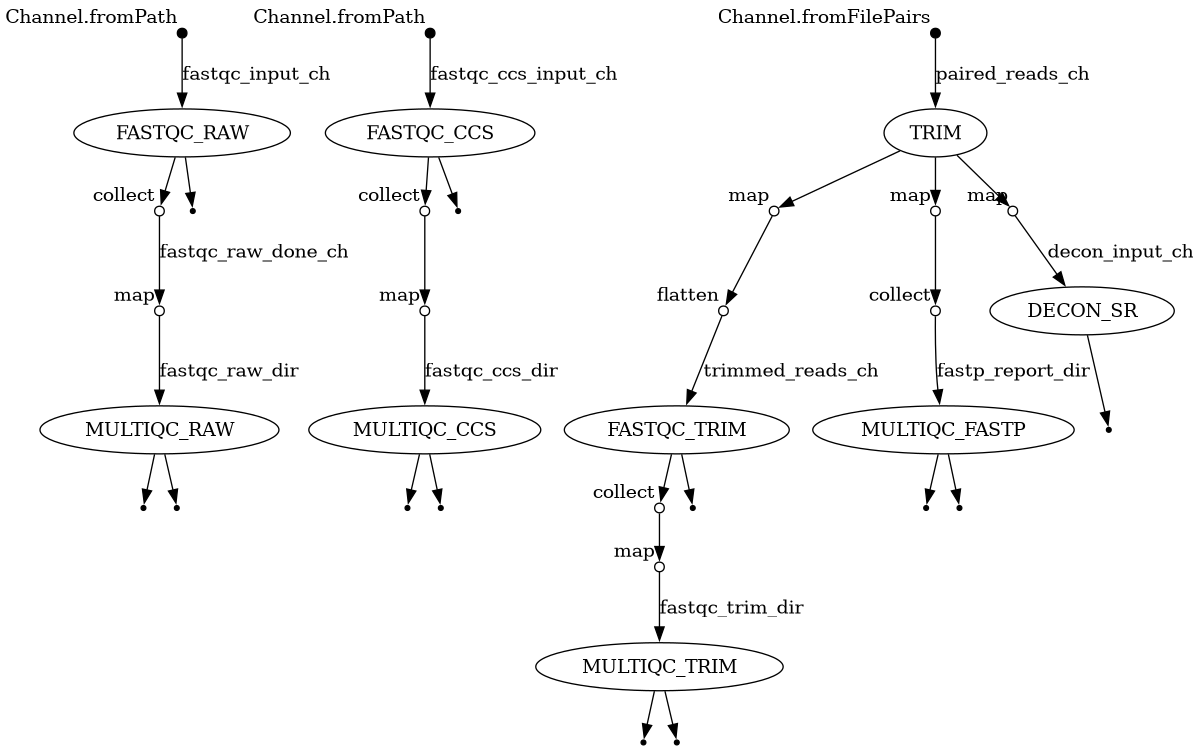 Channel.fromPath
Channel.fromPath
Channel.fromFilePairs
fastqc_input_ch
fastqc_ccs_input_ch
paired_reads_ch
FASTQC_RAW
FASTQC_CCS
TRIM
collect
collect
map
map
map
fastqc_raw_done_ch
decon_input_ch
map
map
flatten
collect
DECON_SR
fastqc_raw_dir
fastqc_ccs_dir
trimmed_reads_ch
fastp_report_dir
MULTIQC_RAW
MULTIQC_CCS
FASTQC_TRIM
MULTIQC_FASTP
collect
map
fastqc_trim_dir
MULTIQC_TRIM